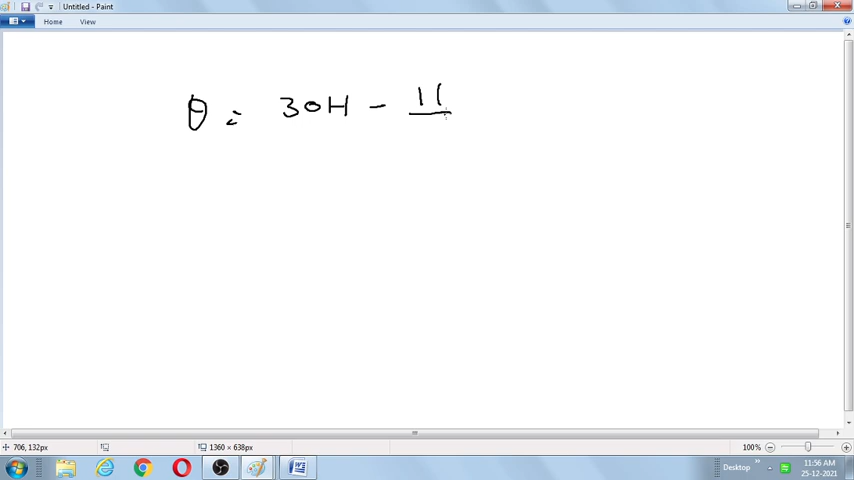 Untitled - Paint
Home View
θ = 30H - 11
706, 132px
1360 × 638px
100%
Desktop
11:56 AM
25-12-2021